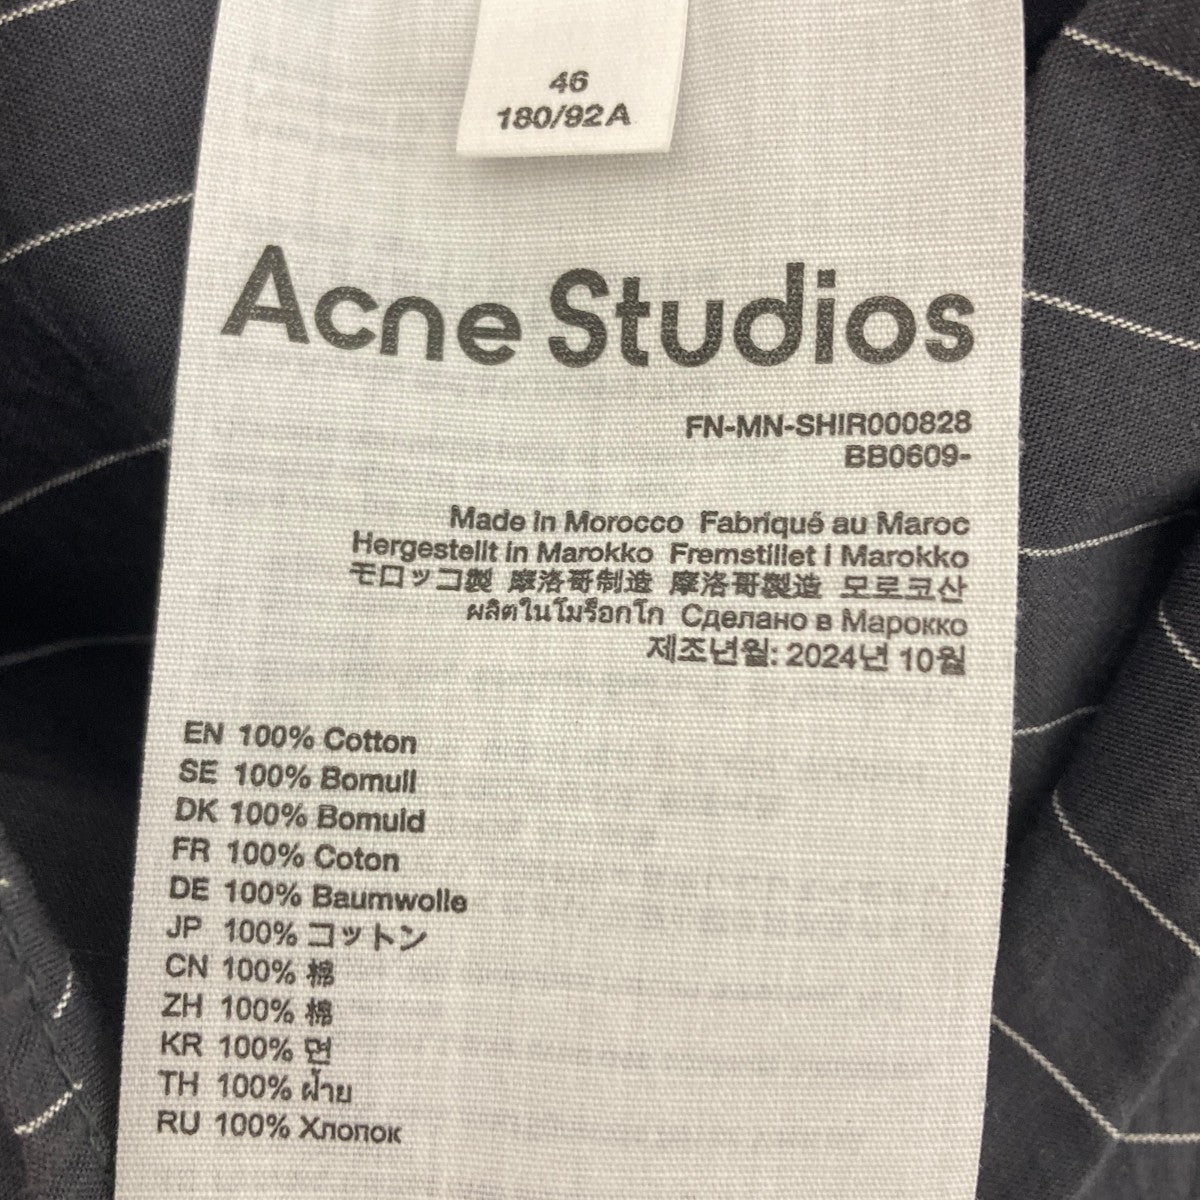 46
180/92A
Acne Studios
FN-MN-SHIR000828
BB0609-
Made in Morocco Fabriqué au Maroc
Hergestellt in Marokko Fremstillet i Marokko
モロッコ製 摩洛哥制造 摩洛哥製造 모로코산
ผลิตในโมร็อกโก Сделано в Марокко
제조년월: 2024년 10월
EN 100% Cotton
SE 100% Bomull
DK 100% Bomuld
FR 100% Coton
DE 100% Baumwolle
JP 100% コットン
CN 100% 棉
ZH 100% 棉
KR 100% 면
TH 100% ฝ้าย
RU 100% Хлопок